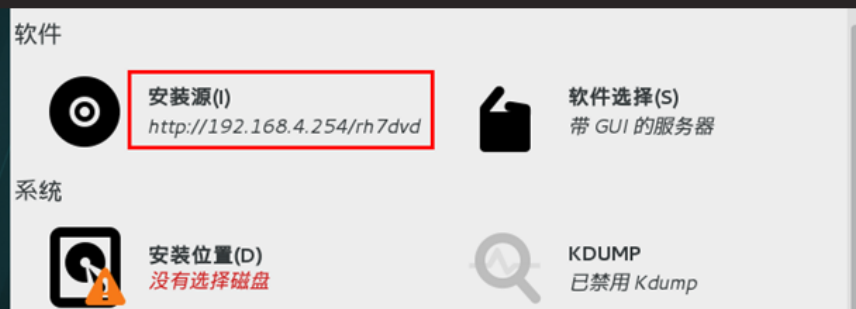 软件
安装源(I)
http://192.168.4.254/rh7dvd
软件选择(S)
带 GUI 的服务器
系统
安装位置(D)
没有选择磁盘
KDUMP
已禁用 Kdump